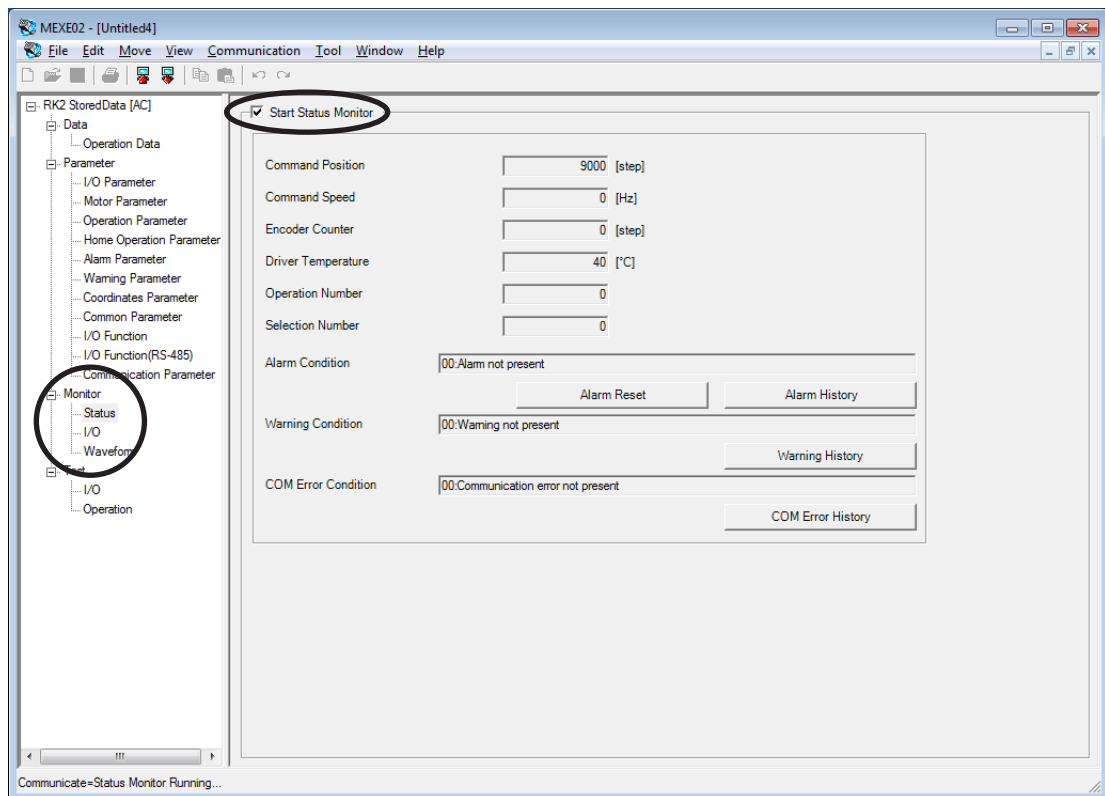 MEXE02 - [Untitled4]
File Edit Move View Communication Tool Window Help
RK2 StoredData [AC]
Data
Operation Data
Parameter
I/O Parameter
Motor Parameter
Operation Parameter
Home Operation Parameter
Alarm Parameter
Warning Parameter
Coordinates Parameter
Common Parameter
I/O Function
I/O Function(RS-485)
Communication Parameter
Monitor
Status
I/O
Waveform
Test
I/O
Operation
Start Status Monitor
Command Position 9000 [step]
Command Speed 0 [Hz]
Encoder Counter 0 [step]
Driver Temperature 40 [°C]
Operation Number 0
Selection Number 0
Alarm Condition 00:Alarm not present
Alarm Reset Alarm History
Warning Condition 00:Warning not present
Warning History
COM Error Condition 00:Communication error not present
COM Error History
Communicate=Status Monitor Running...